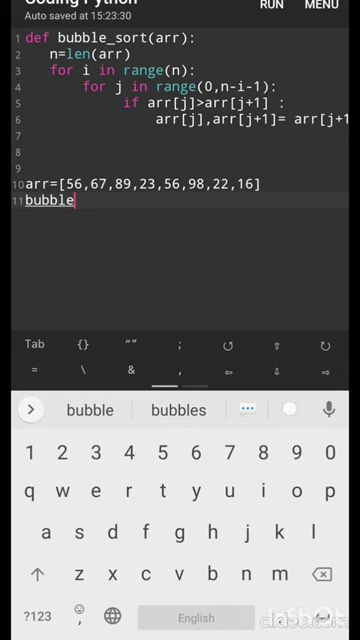 Coding Python
RUN MENU
Auto saved at 15:23:30
1 def bubble_sort(arr):
2 n=len(arr)
3 for i in range(n):
4 for j in range(0,n-i-1):
5 if arr[j]>arr[j+1] :
6 arr[j],arr[j+1]= arr[j+1
7
8
9
10 arr=[56,67,89,23,56,98,22,16]
11 bubble
Tab {} “” ; ↺ ⇧ ↻
= \ & , ⇦ ⇩ ⇨
bubble bubbles
1 2 3 4 5 6 7 8 9 0
q w e r t y u i o p
a s d f g h j k l
z x c v b n m
?123 , English